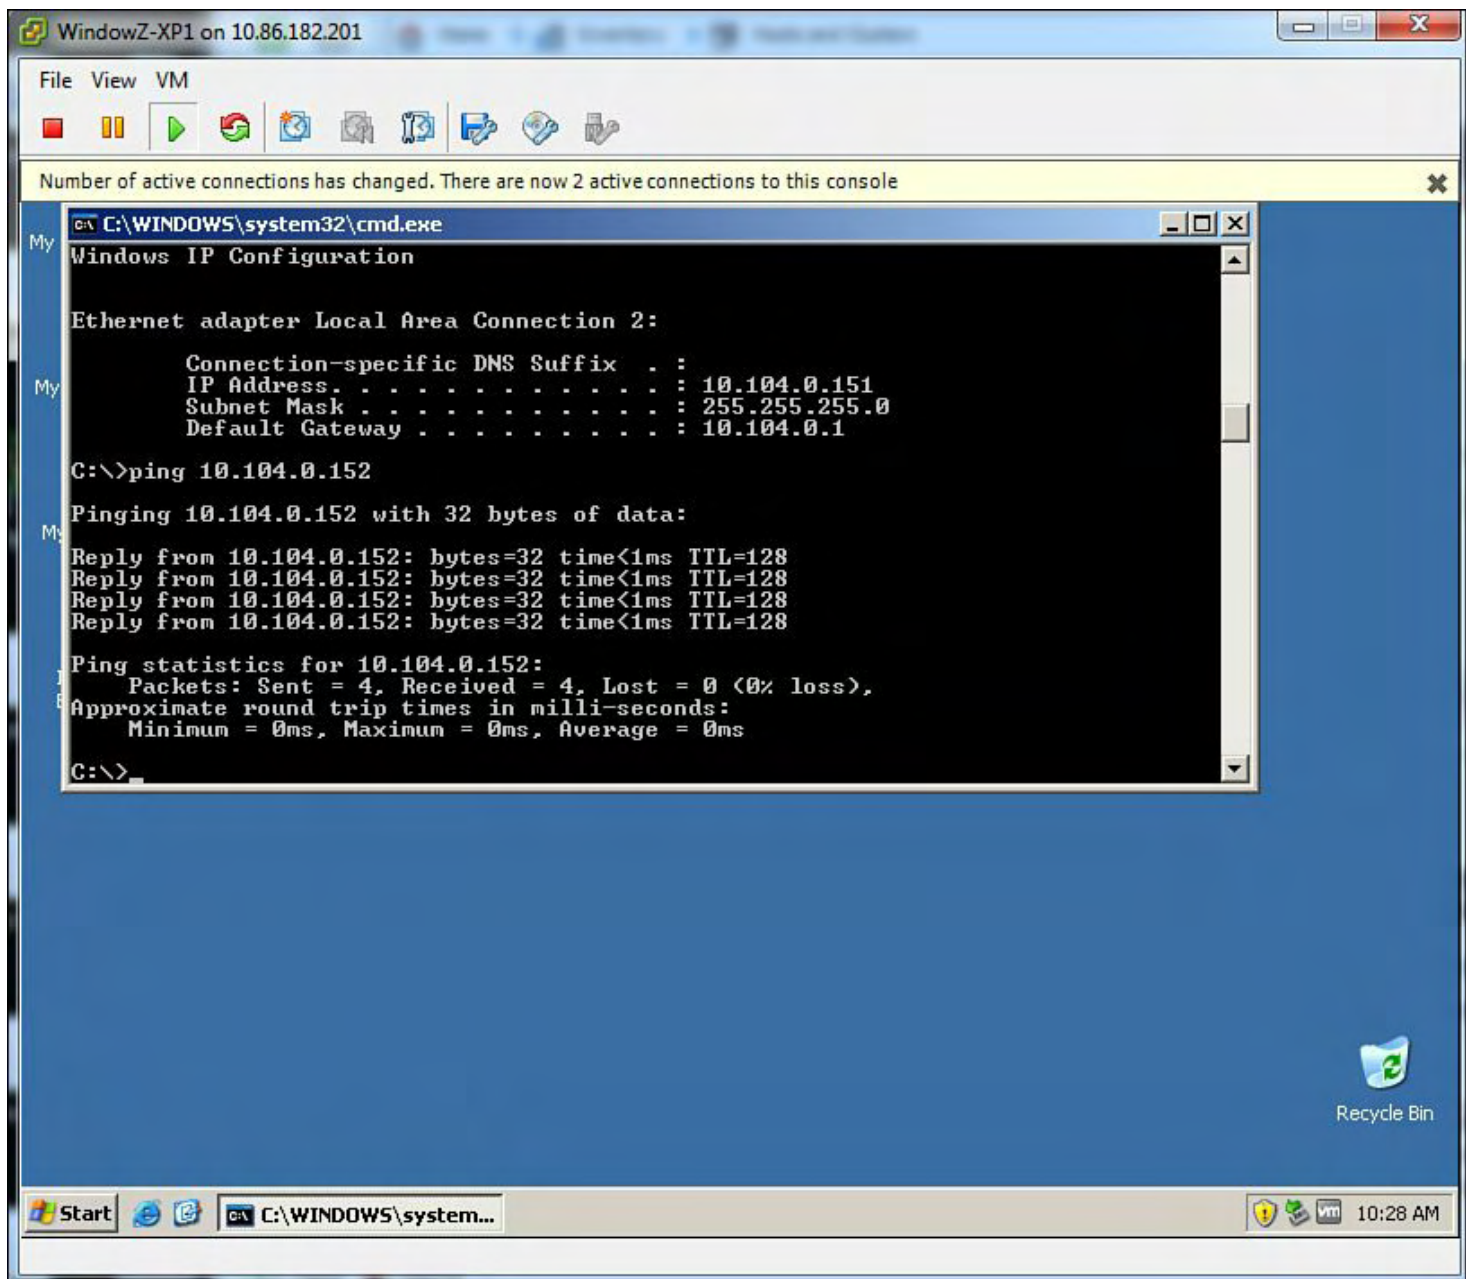 WindowZ-XP1 on 10.86.182.201
File View VM
Number of active connections has changed. There are now 2 active connections to this console
C:\WINDOWS\system32\cmd.exe
My
Windows IP Configuration
Ethernet adapter Local Area Connection 2:
Connection-specific DNS Suffix . :
My
IP Address. . . . . . . . . . . . : 10.104.0.151
Subnet Mask . . . . . . . . . . . : 255.255.255.0
Default Gateway . . . . . . . . . : 10.104.0.1
C:\>ping 10.104.0.152
Pinging 10.104.0.152 with 32 bytes of data:
Reply from 10.104.0.152: bytes=32 time<1ms TTL=128
Reply from 10.104.0.152: bytes=32 time<1ms TTL=128
Reply from 10.104.0.152: bytes=32 time<1ms TTL=128
Reply from 10.104.0.152: bytes=32 time<1ms TTL=128
Ping statistics for 10.104.0.152:
Packets: Sent = 4, Received = 4, Lost = 0 (0% loss),
Approximate round trip times in milli-seconds:
Minimum = 0ms, Maximum = 0ms, Average = 0ms
C:\>_
Recycle Bin
Start
C:\WINDOWS\system...
10:28 AM